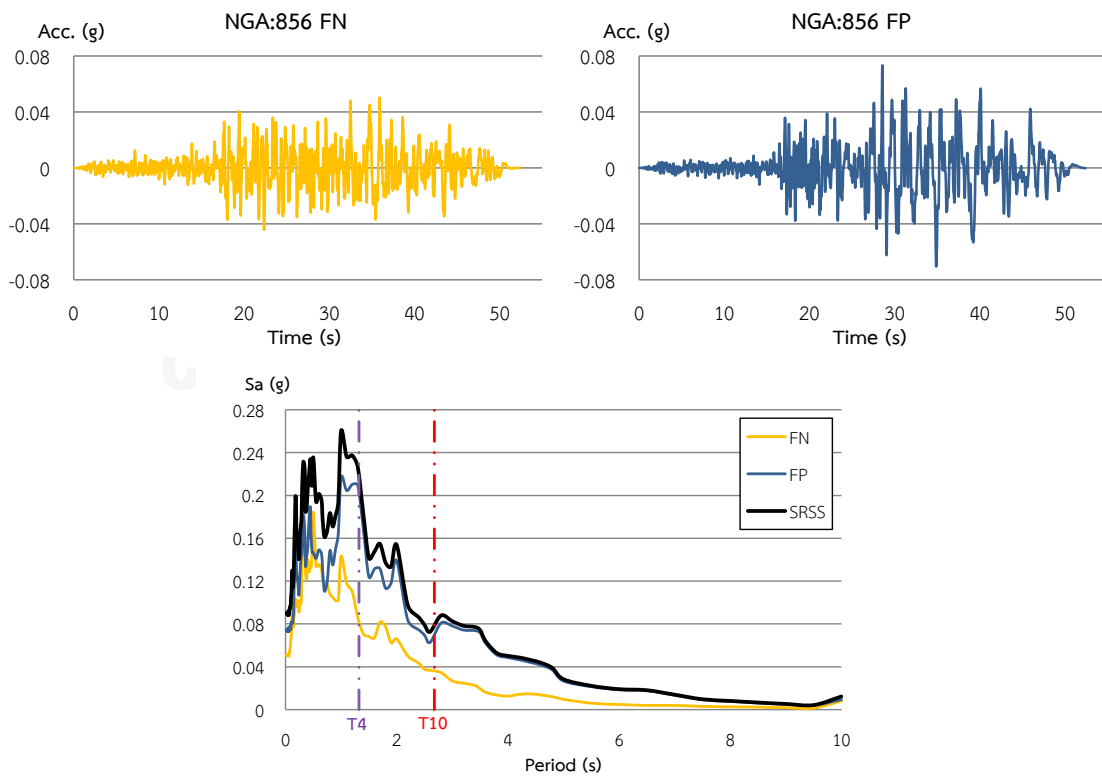 NGA:856 FN
Acc. (g)
0.08
0.04
0
-0.04
-0.08
0 10 20 30 40 50
Time (s)
NGA:856 FP
Acc. (g)
0.08
0.04
0
-0.04
-0.08
0 10 20 30 40 50
Time (s)
Sa (g)
0.28
0.24
0.2
0.16
0.12
0.08
0.04
0
FN
FP
SRSS
T4 T10
0 2 4 6 8 10
Period (s)